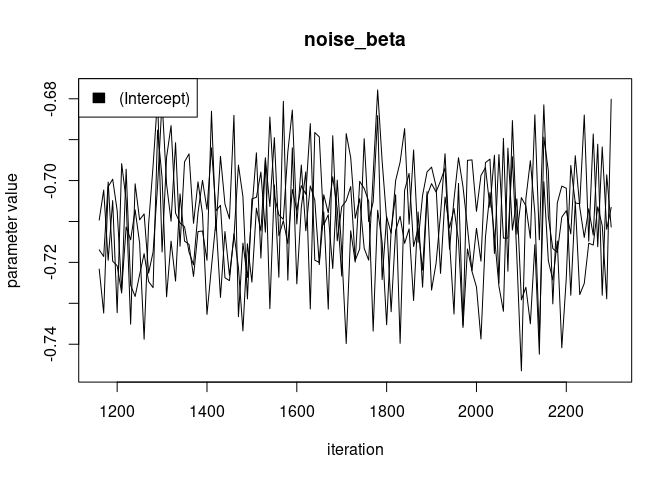 noise_beta
(Intercept)
-0.68
-0.70
-0.72
-0.74
parameter value
1200 1400 1600 1800 2000 2200
iteration